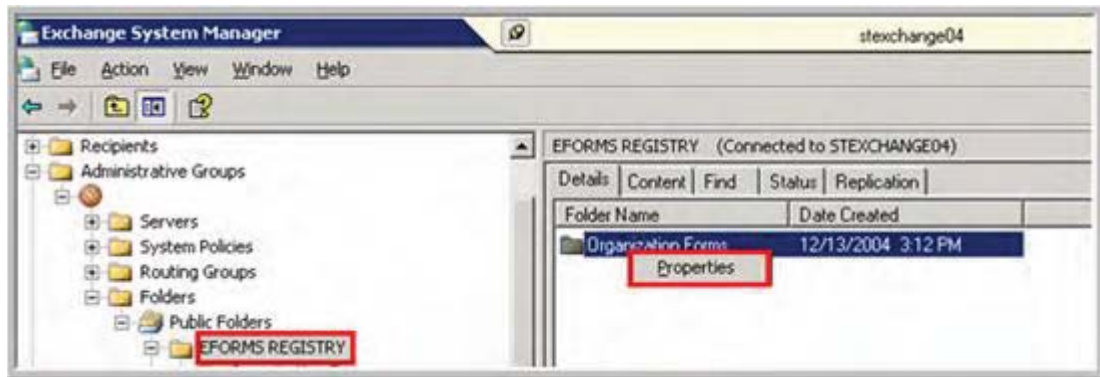 Exchange System Manager
stexchange04
File Action View Window Help
Recipients
Administrative Groups
Servers
System Policies
Routing Groups
Folders
Public Folders
EFORMS REGISTRY
EFORMS REGISTRY (Connected to STEXCHANGE04)
Details Content Find Status Replication
Folder Name Date Created
Organization Forms 12/13/2004 3:12 PM
Properties